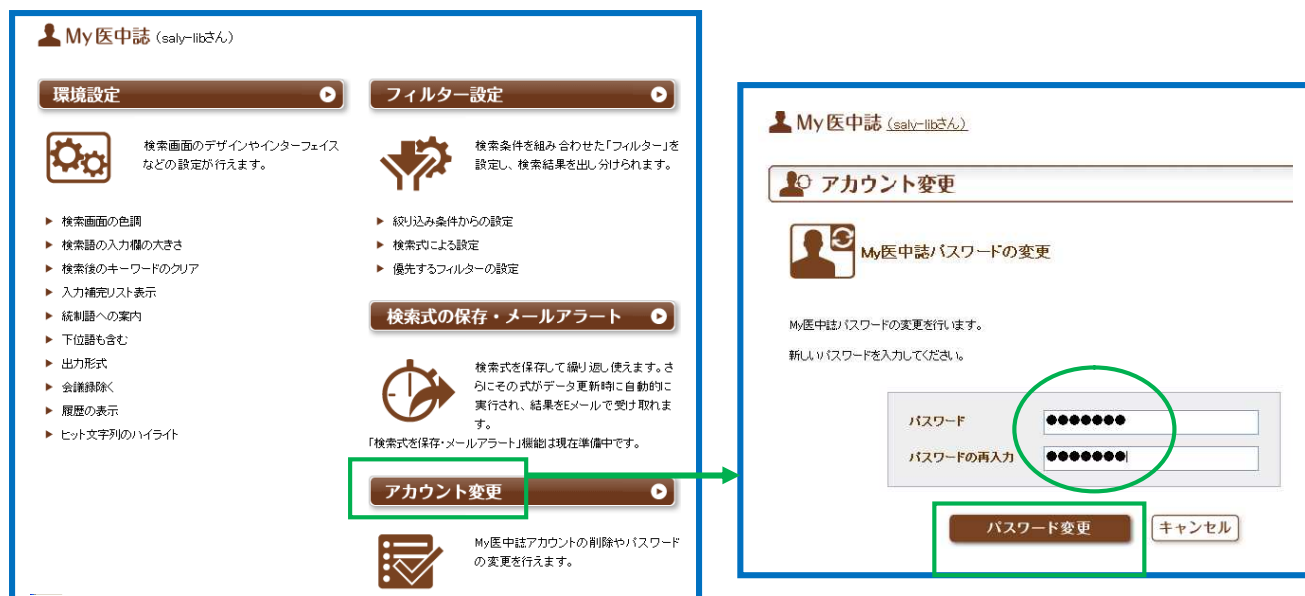 My医中誌 (saly-libさん)
環境設定
検索画面のデザインやインターフェイス
などの設定が行えます。
検索画面の色調
検索語の入力欄の大きさ
検索後のキーワードのクリア
入力補完リスト表示
統制語への案内
下位語も含む
出力形式
会議録除く
履歴の表示
ヒット文字列のハイライト
フィルター設定
検索条件を組み合わせた「フィルター」を
設定し、検索結果を出し分けられます。
絞り込み条件からの設定
検索式による設定
優先するフィルターの設定
検索式の保存・メールアラート
検索式を保存して繰り返し使えます。さ
らにその式がデータ更新時に自動的に
実行され、結果をEメールで受け取れま
す。
「検索式を保存・メールアラート」機能は現在準備中です。
アカウント変更
My医中誌アカウントの削除やパスワード
の変更を行えます。
My医中誌 (saly-libさん)
アカウント変更
My医中誌パスワードの変更
My医中誌パスワードの変更を行います。
新しいパスワードを入力してください。
パスワード ●●●●●●●
パスワードの再入力 ●●●●●●●
パスワード変更 キャンセル